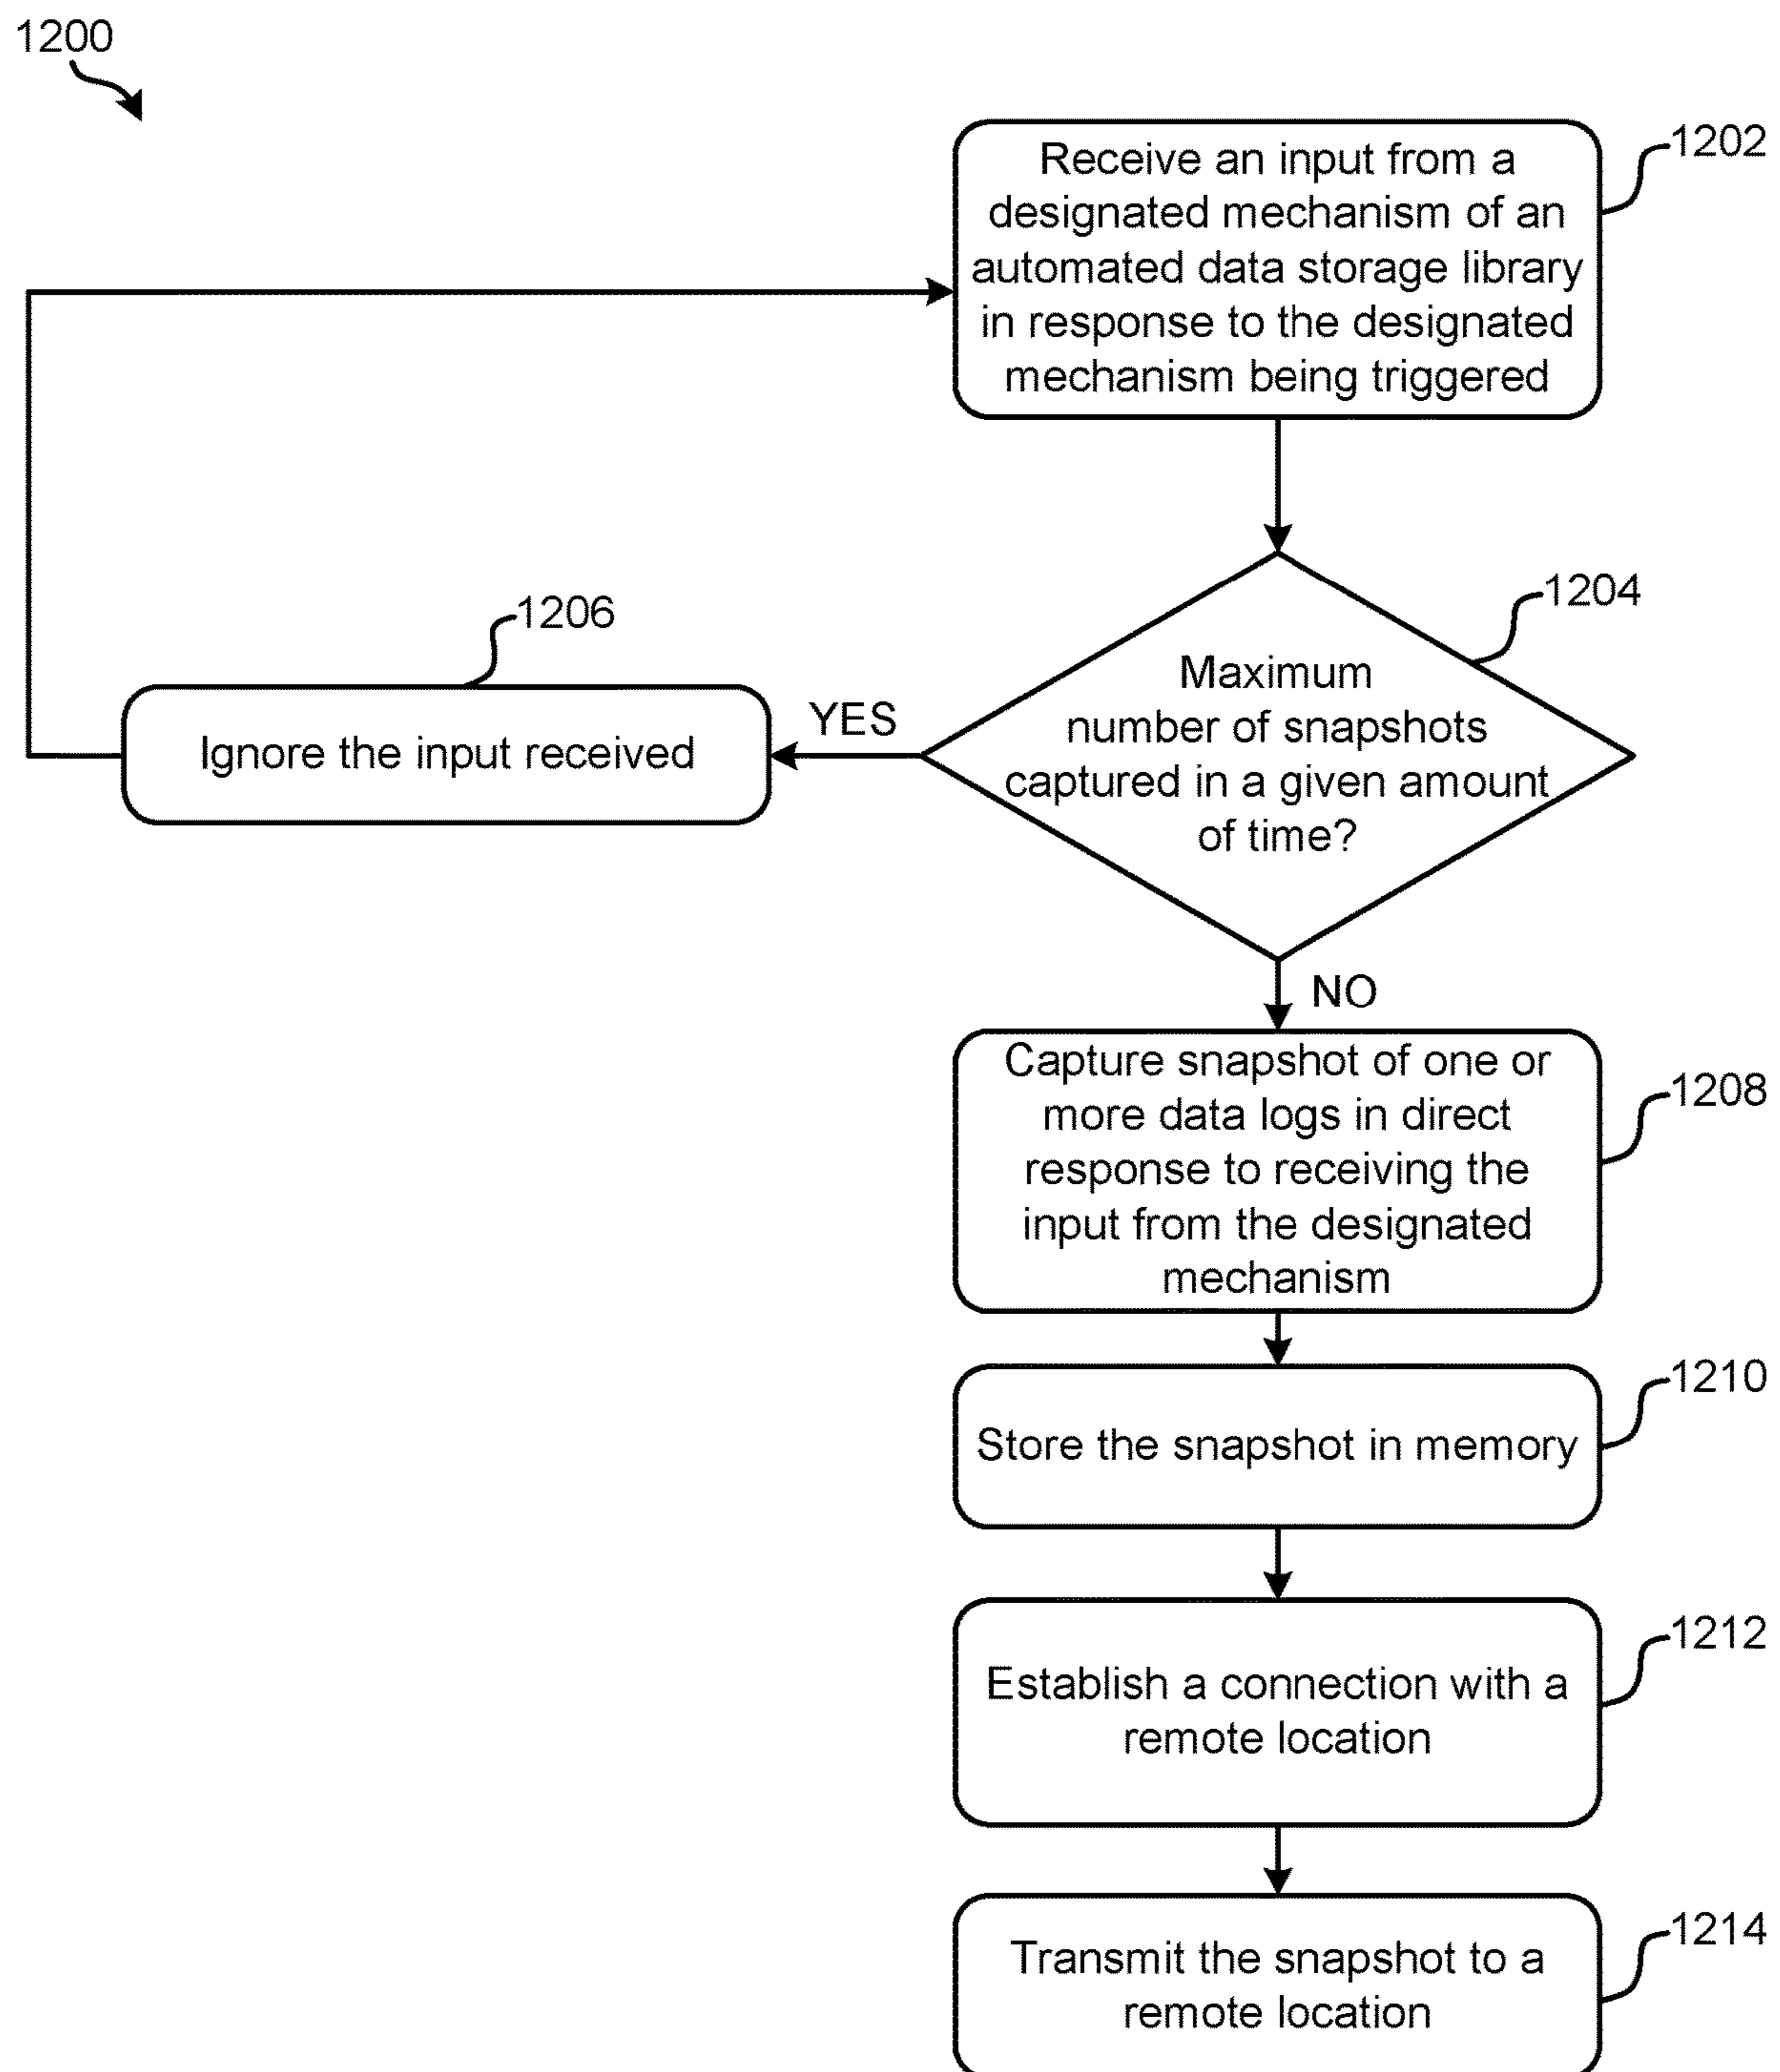 1200
1202
Receive an input from a
designated mechanism of an
automated data storage library
in response to the designated
mechanism being triggered
1204
Maximum
number of snapshots
captured in a given amount
of time?
YES
1206
Ignore the input received
NO
1208
Capture snapshot of one or
more data logs in direct
response to receiving the
input from the designated
mechanism
1210
Store the snapshot in memory
1212
Establish a connection with a
remote location
1214
Transmit the snapshot to a
remote location